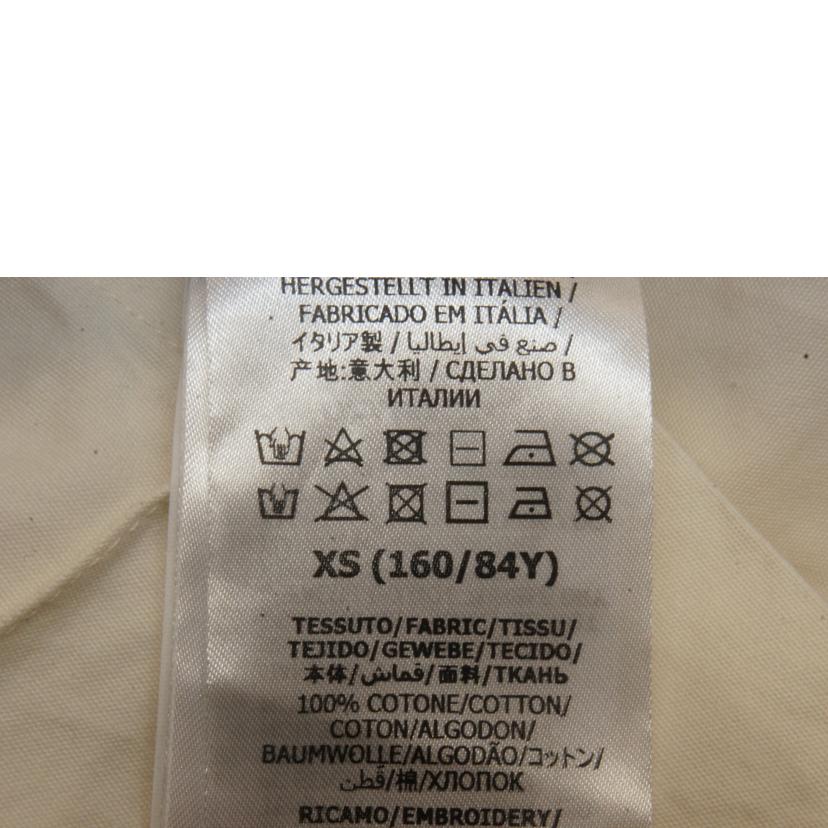 HERGESTELLT IN ITALIEN /
FABRICADO EM ITÁLIA /
イタリア製 / صنع في إيطاليا /
产地:意大利 / СДЕЛАНО В
ИТАЛИИ
XS (160/84Y)
TESSUTO/FABRIC/TISSU/
TEJIDO/GEWEBE/TECIDO/
本体/قماش/面料/ТКАНЬ
100% COTONE/COTTON/
COTON/ALGODON/
BAUMWOLLE/ALGODÃO/コットン/
قطن/棉/ХЛОПОК
RICAMO/EMBROIDERY/